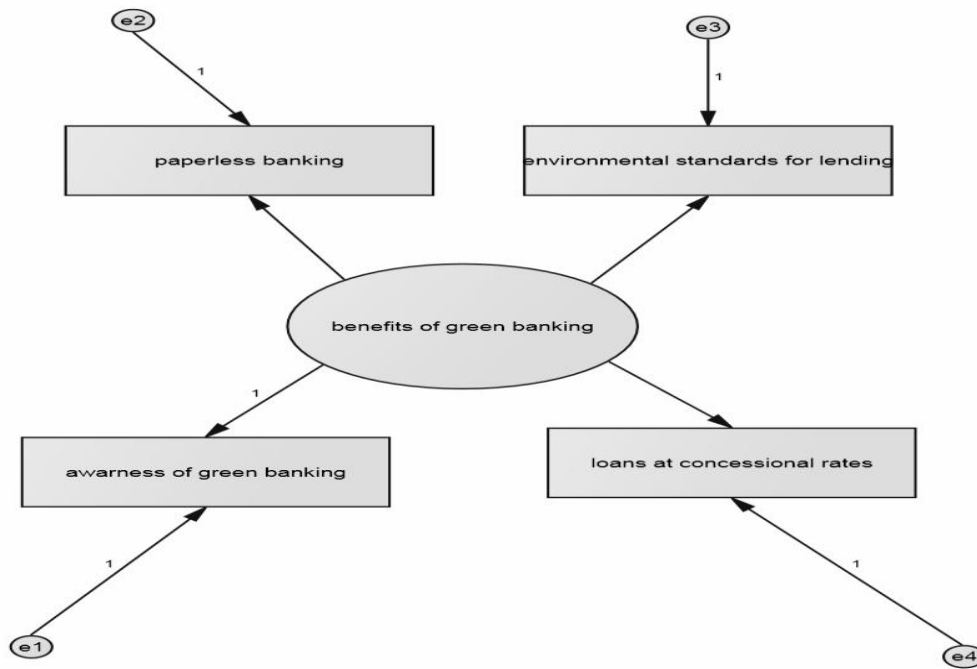 e2
e3
1
1
paperless banking
environmental standards for lending
benefits of green banking
1
awarness of green banking
loans at concessional rates
1
1
e1
e4